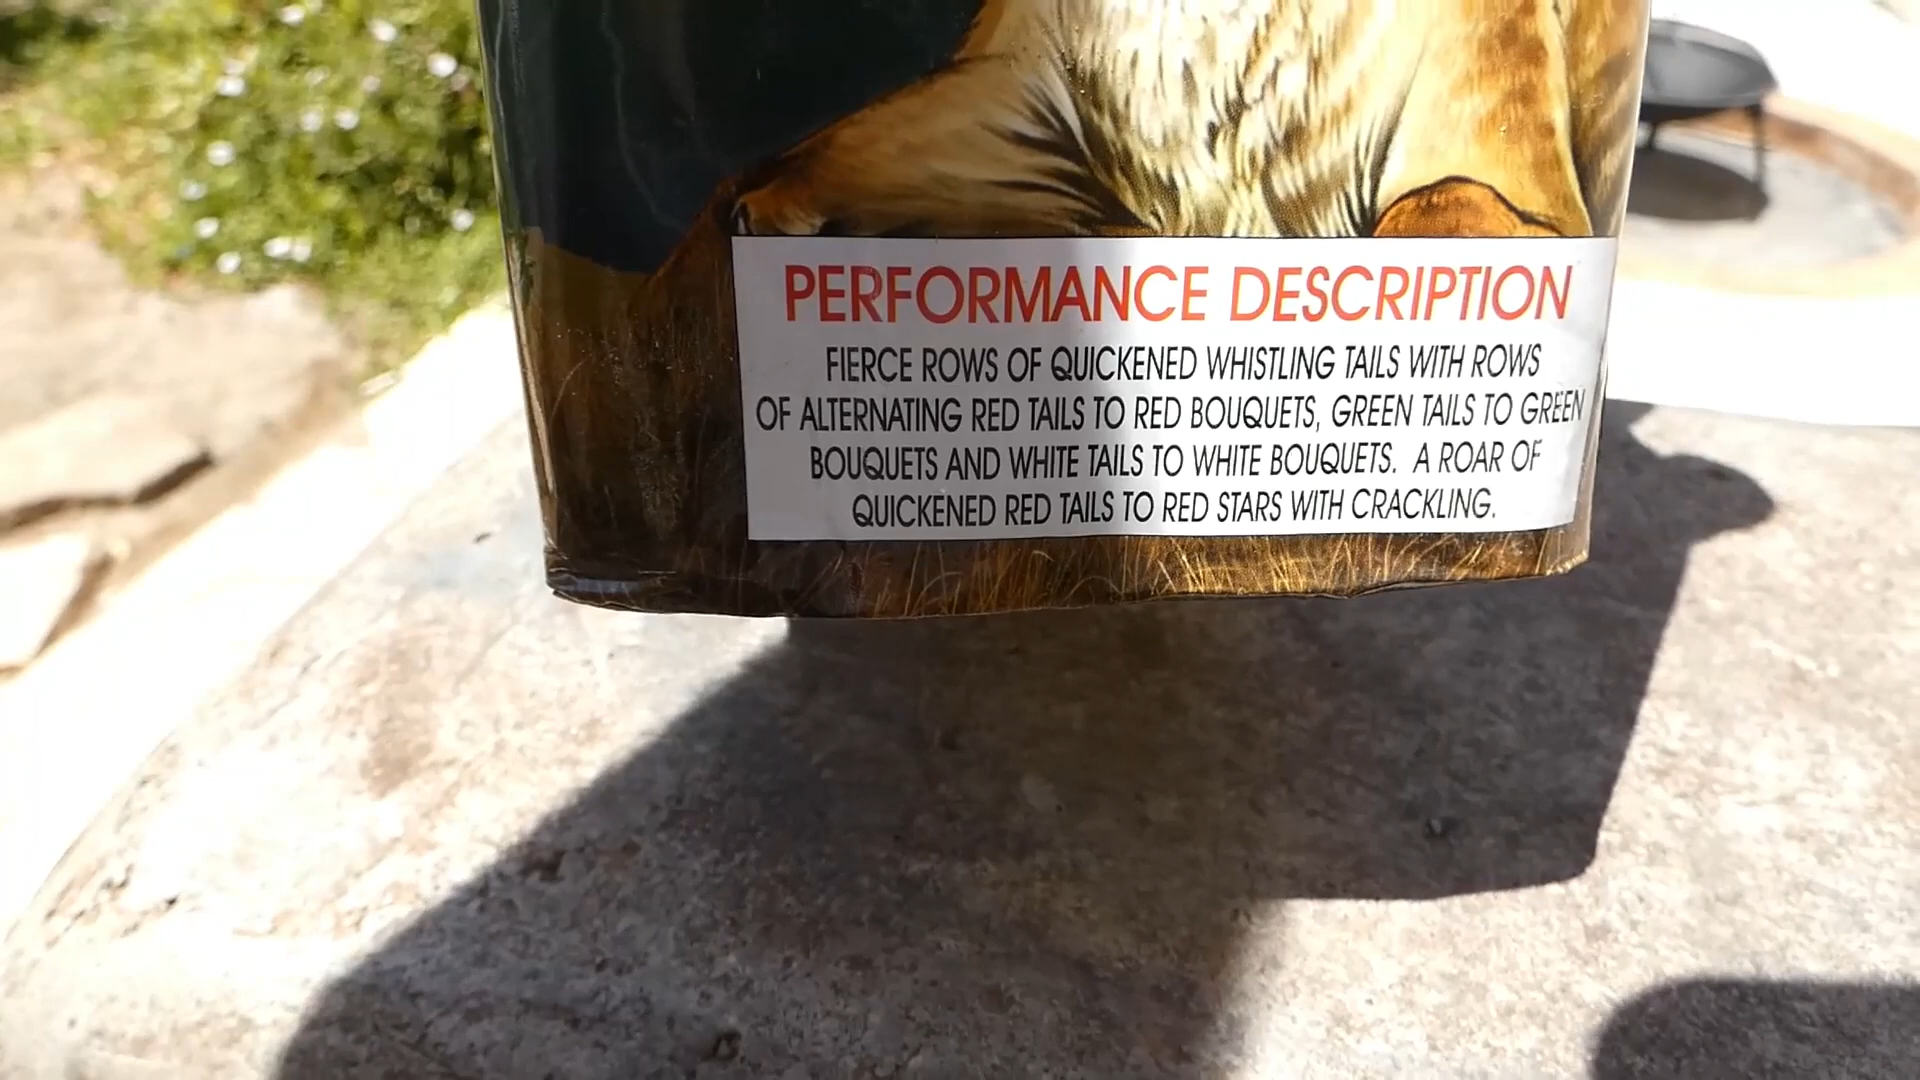 PERFORMANCE DESCRIPTION
FIERCE ROWS OF QUICKENED WHISTLING TAILS WITH ROWS
OF ALTERNATING RED TAILS TO RED BOUQUETS, GREEN TAILS TO GREEN
BOUQUETS AND WHITE TAILS TO WHITE BOUQUETS. A ROAR OF
QUICKENED RED TAILS TO RED STARS WITH CRACKLING.